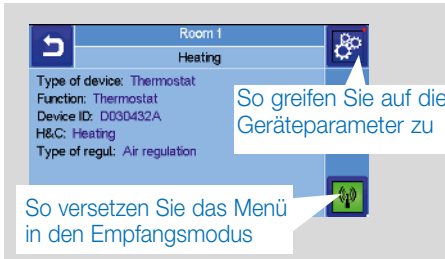 Room 1
Heating
Type of device: Thermostat
Function: Thermostat
Device ID: D030432A
H&C: Heating
Type of regul: Air regulation
So greifen Sie auf die
Geräteparameter zu
So versetzen Sie das Menü
in den Empfangsmodus